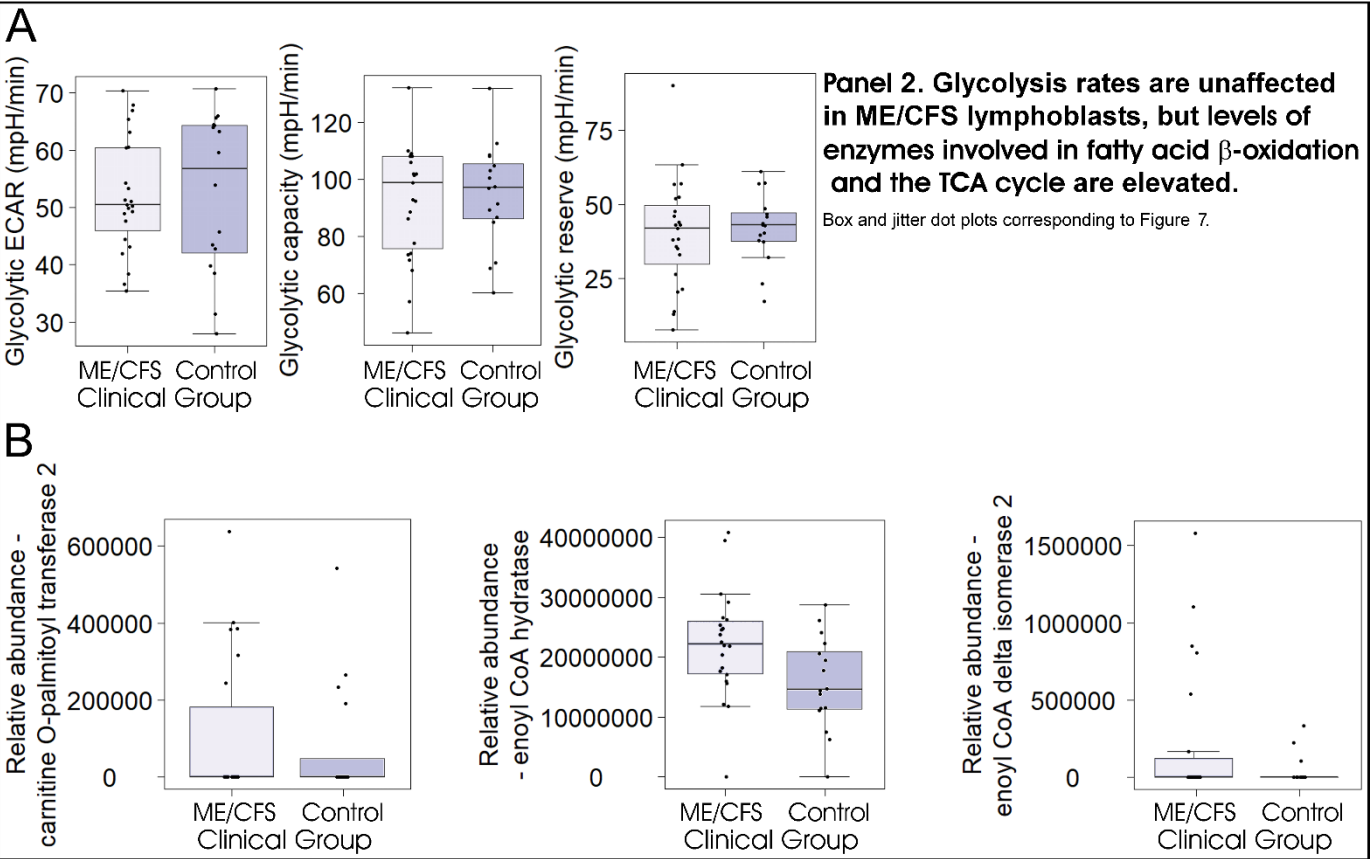 A
Glycolytic ECAR (mpH/min)
70
60
50
40
30
ME/CFS Control
Clinical Group
Glycolytic capacity (mpH/min)
120
100
80
60
ME/CFS Control
Clinical Group
Glycolytic reserve (mpH/min)
75
50
25
ME/CFS Control
Clinical Group
Panel 2. Glycolysis rates are unaffected
in ME/CFS lymphoblasts, but levels of
enzymes involved in fatty acid β-oxidation
and the TCA cycle are elevated.
Box and jitter dot plots corresponding to Figure 7.
B
Relative abundance -
carnitine O-palmitoyl transferase 2
600000
400000
200000
0
ME/CFS Control
Clinical Group
Relative abundance
- enoyl CoA hydratase
40000000
30000000
20000000
10000000
0
ME/CFS Control
Clinical Group
Relative abundance -
enoyl CoA delta isomerase 2
1500000
1000000
500000
0
ME/CFS Control
Clinical Group